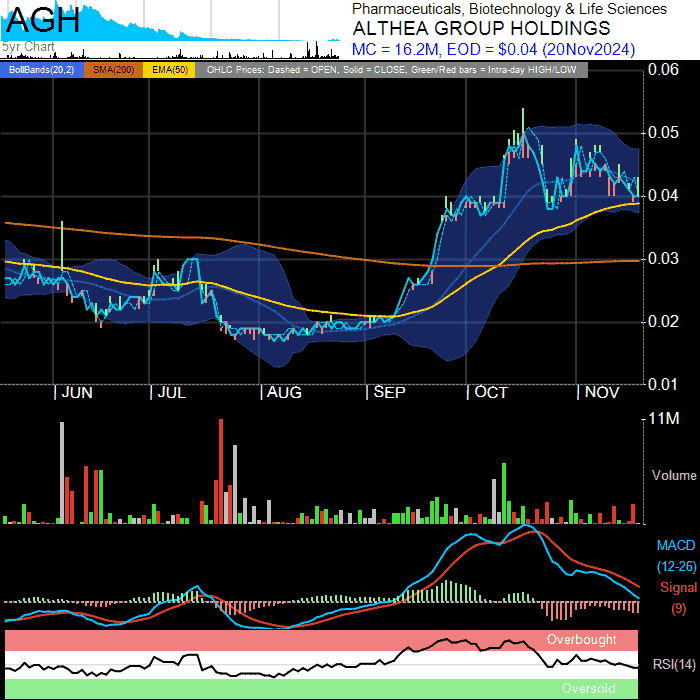 AGH
5yr Chart
Pharmaceuticals, Biotechnology & Life Sciences
ALTHEA GROUP HOLDINGS
MC = 16.2M, EOD = $0.04 (20Nov2024)
BollBands(20,2) SMA(200) EMA(50) OHLC Prices: Dashed = OPEN, Solid = CLOSE, Green/Red bars = Intra-day HIGH/LOW
0.06
0.05
0.04
0.03
0.02
0.01
| JUN | JUL | AUG | SEP | OCT | NOV
11M
Volume
MACD
(12-26)
Signal
(9)
Overbought
RSI(14)
Oversold